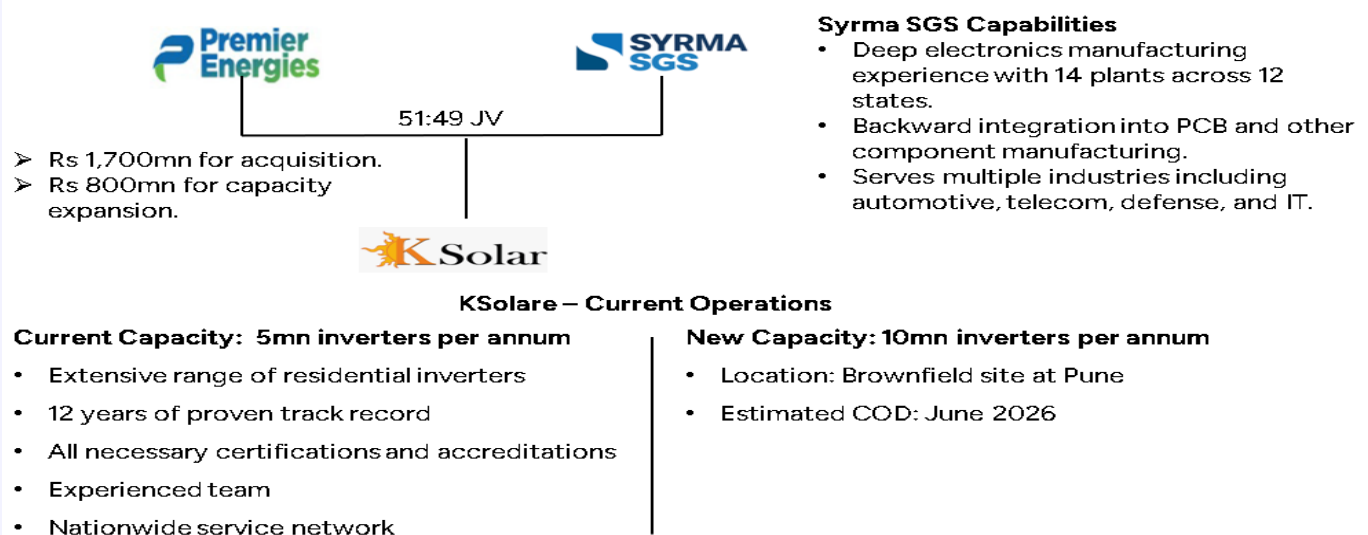 Premier
Energies
SYRMA
SGS
51:49 JV
➢ Rs 1,700mn for acquisition.
➢ Rs 800mn for capacity
expansion.
K Solar
Syrma SGS Capabilities
• Deep electronics manufacturing
experience with 14 plants across 12
states.
• Backward integration into PCB and other
component manufacturing.
• Serves multiple industries including
automotive, telecom, defense, and IT.
KSolare – Current Operations
Current Capacity: 5mn inverters per annum
• Extensive range of residential inverters
• 12 years of proven track record
• All necessary certifications and accreditations
• Experienced team
• Nationwide service network
New Capacity: 10mn inverters per annum
• Location: Brownfield site at Pune
• Estimated COD: June 2026